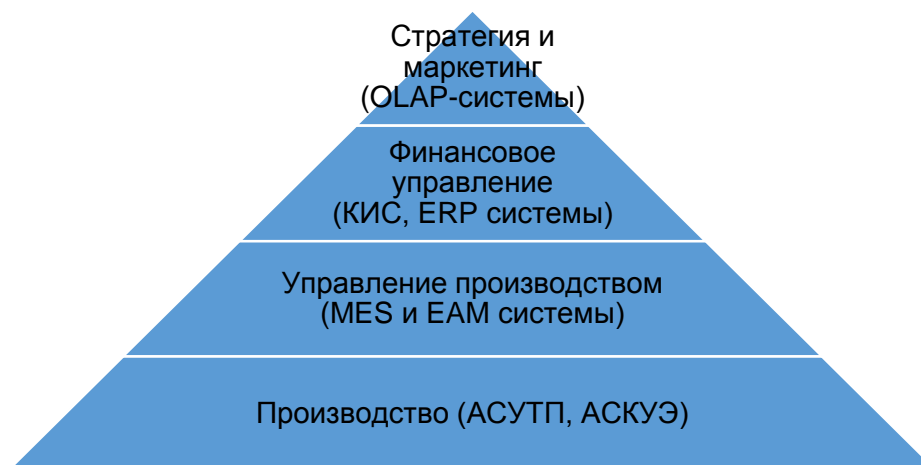 Стратегия и
маркетинг
(OLAP-системы)
Финансовое
управление
(КИС, ERP системы)
Управление производством
(MES и EAM системы)
Производство (АСУТП, АСКУЭ)